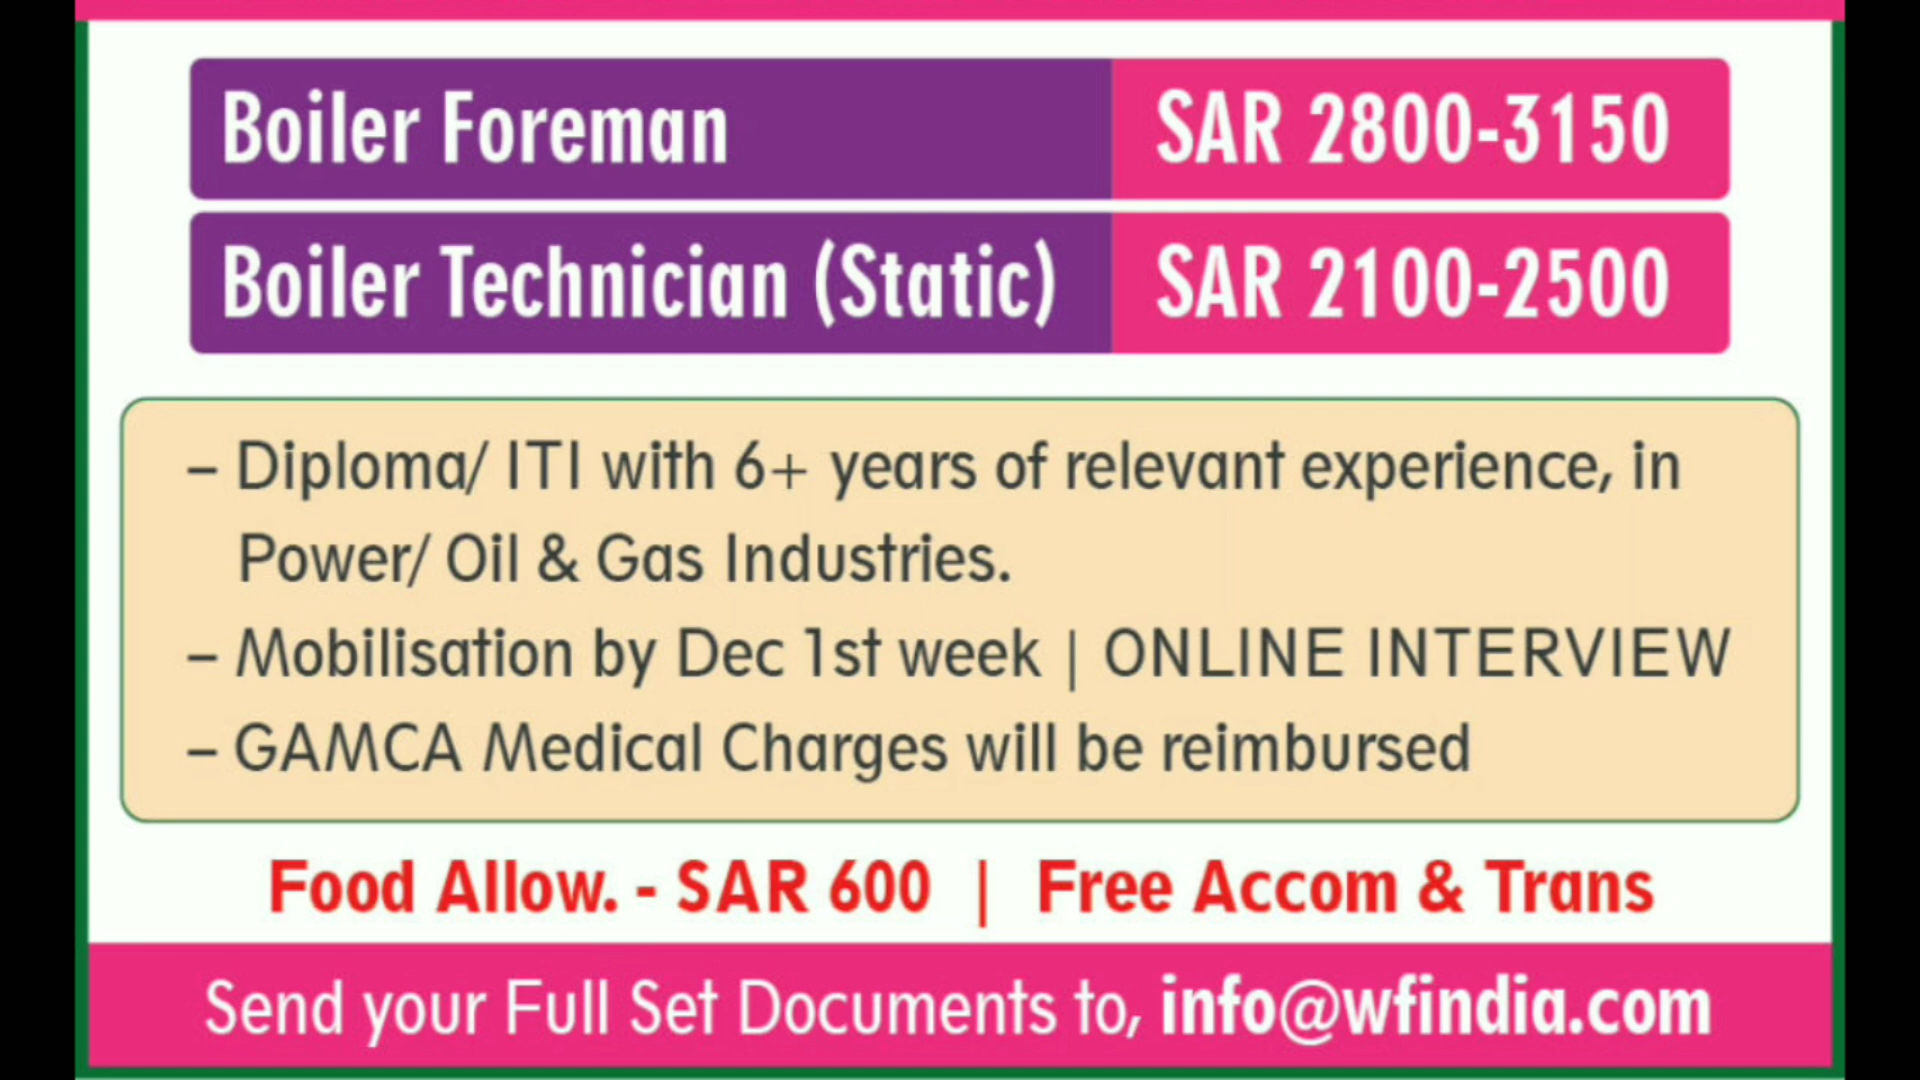 Boiler Foreman SAR 2800-3150
Boiler Technician (Static) SAR 2100-2500
– Diploma/ ITI with 6+ years of relevant experience, in
Power/ Oil & Gas Industries.
– Mobilisation by Dec 1st week | ONLINE INTERVIEW
– GAMCA Medical Charges will be reimbursed
Food Allow. - SAR 600 | Free Accom & Trans
Send your Full Set Documents to, info@wfindia.com